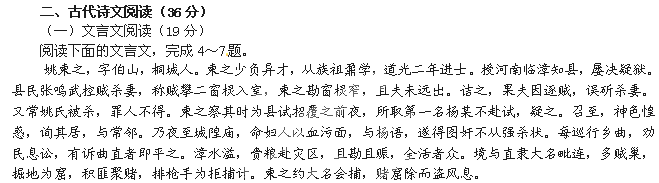 二、古代诗文阅读（36 分）
（一）文言文阅读（19 分）
阅读下面的文言文，完成 4～7题。
姚柬之，字伯山，桐城人。柬之少负异才，从族祖鼐学，道光二年进士。授河南临漳知县，屡决疑狱。
县民张鸣武控贼杀妻，称贼攀二窗棂入室，柬之勘窗棂窄，且夫未远出。诘之，果夫因逐贼，误斫杀妻。
又常姚氏被杀，罪人不得。柬之察其时为县试招覆之前夜，所取第一名杨某不赴试，疑之。召至，神色惶
惑，询其居，与常邻。乃夜至城隍庙，命妇人以血污面，与杨语，遂得图奸不从强杀状。每巡行乡曲，劝
民息讼，有诉曲直者即平之。漳水溢，赍粮赴灾区，且勘且赈，全活者众。境与直隶大名毗连，多贼巢，
掘地为窟，积匪聚赌，排枪手为拒捕计。柬之约大名会捕，赌窟除而盗风息。